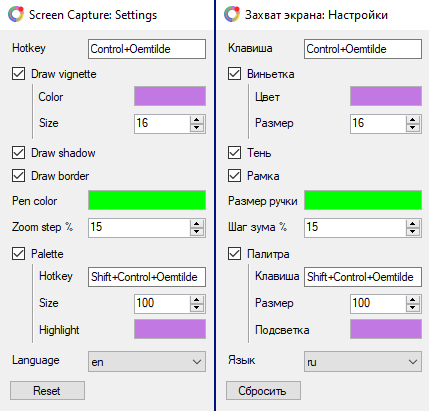 Screen Capture: Settings
Hotkey Control+Oemtilde
Draw vignette
Color
Size 16
Draw shadow
Draw border
Pen color
Zoom step % 15
Palette
Hotkey Shift+Control+Oemtilde
Size 100
Highlight
Language en
Reset
Захват экрана: Настройки
Клавиша Control+Oemtilde
Виньетка
Цвет
Размер 16
Тень
Рамка
Размер ручки
Шаг зума % 15
Палитра
Клавиша Shift+Control+Oemtilde
Размер 100
Подсветка
Язык ru
Сбросить